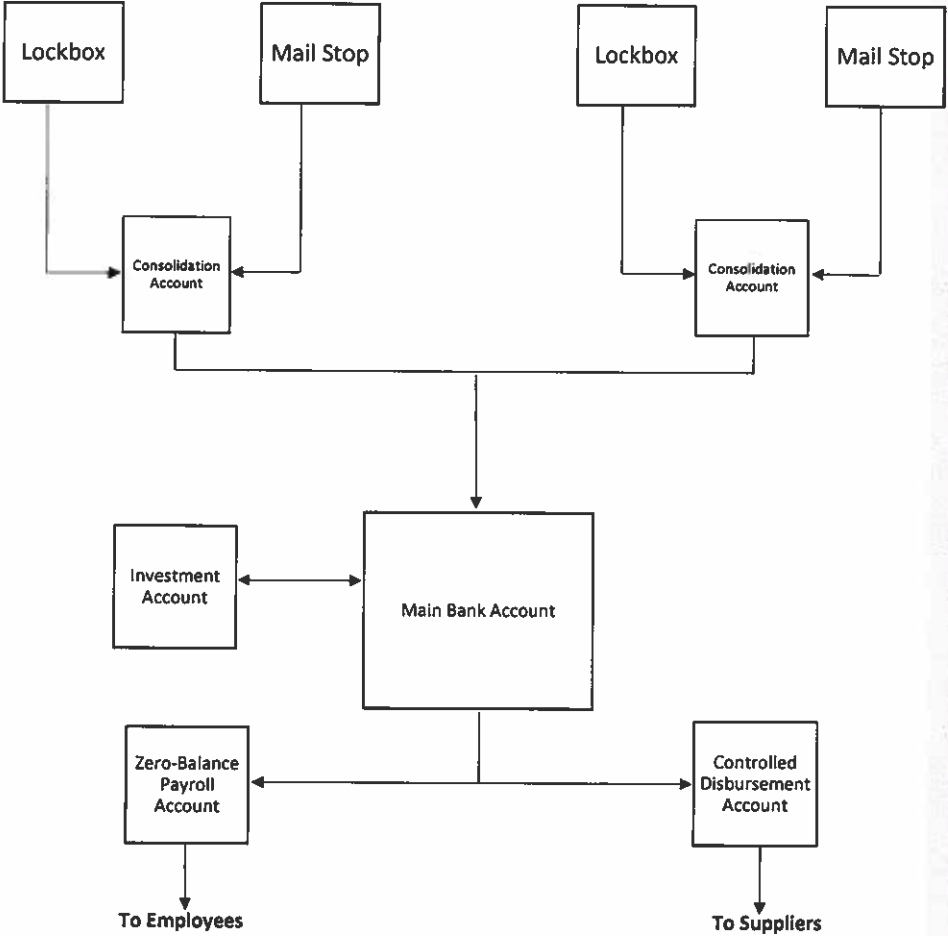 Lockbox
Mail Stop
Lockbox
Mail Stop
Consolidation
Account
Consolidation
Account
Investment
Account
Main Bank Account
Zero-Balance
Payroll
Account
Controlled
Disbursement
Account
To Employees
To Suppliers